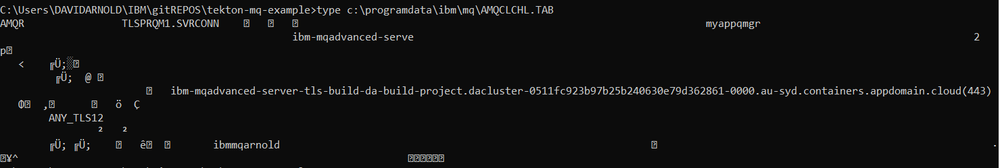 C:\Users\DAVIDARNOLD\IBM\gitREPOS\tekton-mq-example>type c:\programdata\ibm\mq\AMQCLCHL.TAB
AMQR TLSPRQM1.SVRCONN myappqmgr
ibm-mqadvanced-serve 2
p
< ╔Ü;░
╔Ü; @
ibm-mqadvanced-server-tls-build-da-build-project.dacluster-0511fc923b97b25b240630e79d362861-0000.au-syd.containers.appdomain.cloud(443)
, ö Ç
ANY_TLS12
² ²
╔Ü; ╔Ü; ê ibmmqarnold .
¥^